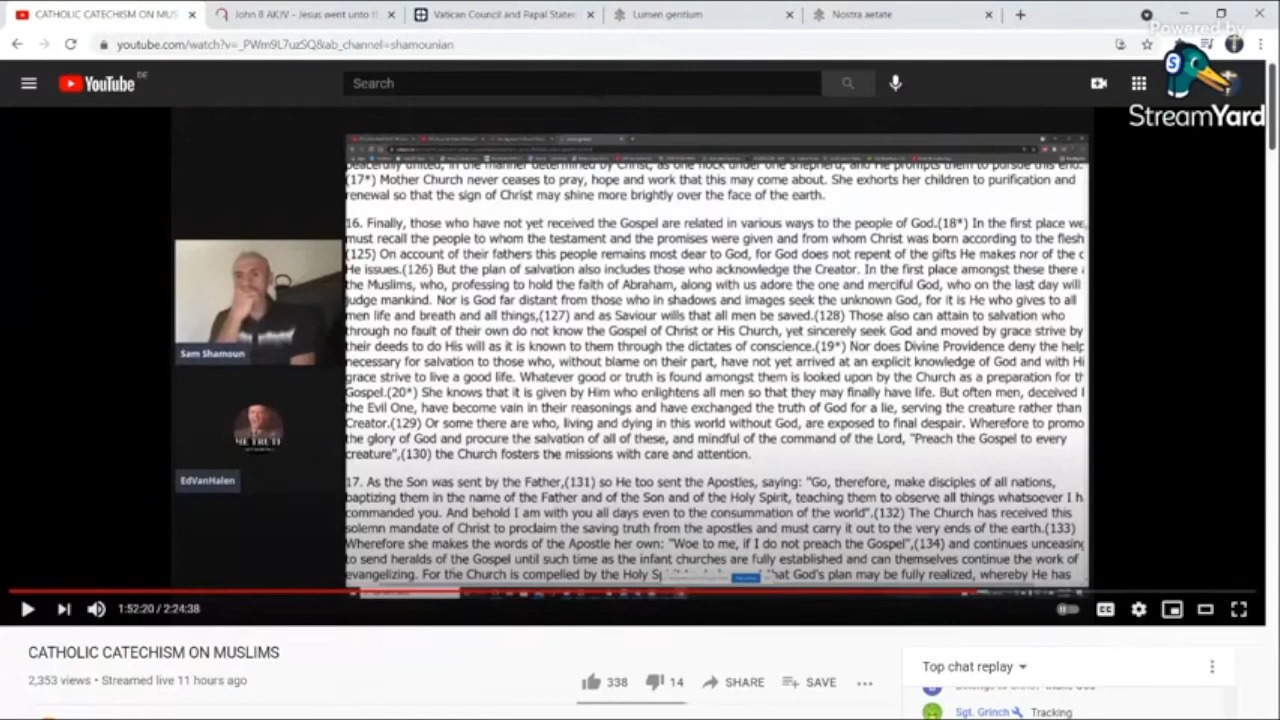 CATHOLIC CATECHISM ON MUS
John 8 AKJV - Jesus went unto t
Vatican Council and Papal State
Lumen gentium
Nostra aetate
Powered by
youtube.com/watch?v=_PWm9L7uzSQ&ab_channel=shamounian
YouTube DE
Search
StreamYard
(17*) Mother Church never ceases to pray, hope and work that this may come about. She exhorts her children to purification and
renewal so that the sign of Christ may shine more brightly over the face of the earth.
16. Finally, those who have not yet received the Gospel are related in various ways to the people of God.(18*) In the first place we
must recall the people to whom the testament and the promises were given and from whom Christ was born according to the flesh
(125) On account of their fathers this people remains most dear to God, for God does not repent of the gifts He makes nor of the c
He issues.(126) But the plan of salvation also includes those who acknowledge the Creator. In the first place amongst these there a
the Muslims, who, professing to hold the faith of Abraham, along with us adore the one and merciful God, who on the last day will
judge mankind. Nor is God far distant from those who in shadows and images seek the unknown God, for it is He who gives to all
men life and breath and all things,(127) and as Saviour wills that all men be saved.(128) Those also can attain to salvation who
through no fault of their own do not know the Gospel of Christ or His Church, yet sincerely seek God and moved by grace strive by
their deeds to do His will as it is known to them through the dictates of conscience.(19*) Nor does Divine Providence deny the help
necessary for salvation to those who, without blame on their part, have not yet arrived at an explicit knowledge of God and with Hi
grace strive to live a good life. Whatever good or truth is found amongst them is looked upon by the Church as a preparation for th
Gospel.(20*) She knows that it is given by Him who enlightens all men so that they may finally have life. But often men, deceived
the Evil One, have become vain in their reasonings and have exchanged the truth of God for a lie, serving the creature rather than
Creator.(129) Or some there are who, living and dying in this world without God, are exposed to final despair. Wherefore to promo
the glory of God and procure the salvation of all of these, and mindful of the command of the Lord, "Preach the Gospel to every
creature",(130) the Church fosters the missions with care and attention.
17. As the Son was sent by the Father,(131) so He too sent the Apostles, saying: "Go, therefore, make disciples of all nations,
baptizing them in the name of the Father and of the Son and of the Holy Spirit, teaching them to observe all things whatsoever I h
commanded you. And behold I am with you all days even to the consummation of the world".(132) The Church has received this
solemn mandate of Christ to proclaim the saving truth from the apostles and must carry it out to the very ends of the earth.(133)
Wherefore she makes the words of the Apostle her own: "Woe to me, if I do not preach the Gospel",(134) and continues unceasing
to send heralds of the Gospel until such time as the infant churches are fully established and can themselves continue the work of
evangelizing. For the Church is compelled by the Holy that God's plan may be fully realized, whereby He has
Sam Shamoun
EdVanHalen
1:52:20 / 2:24:38
CC
CATHOLIC CATECHISM ON MUSLIMS
2,353 views • Streamed live 11 hours ago
338
14
SHARE
SAVE
Top chat replay
Sgt. Grinch Tracking